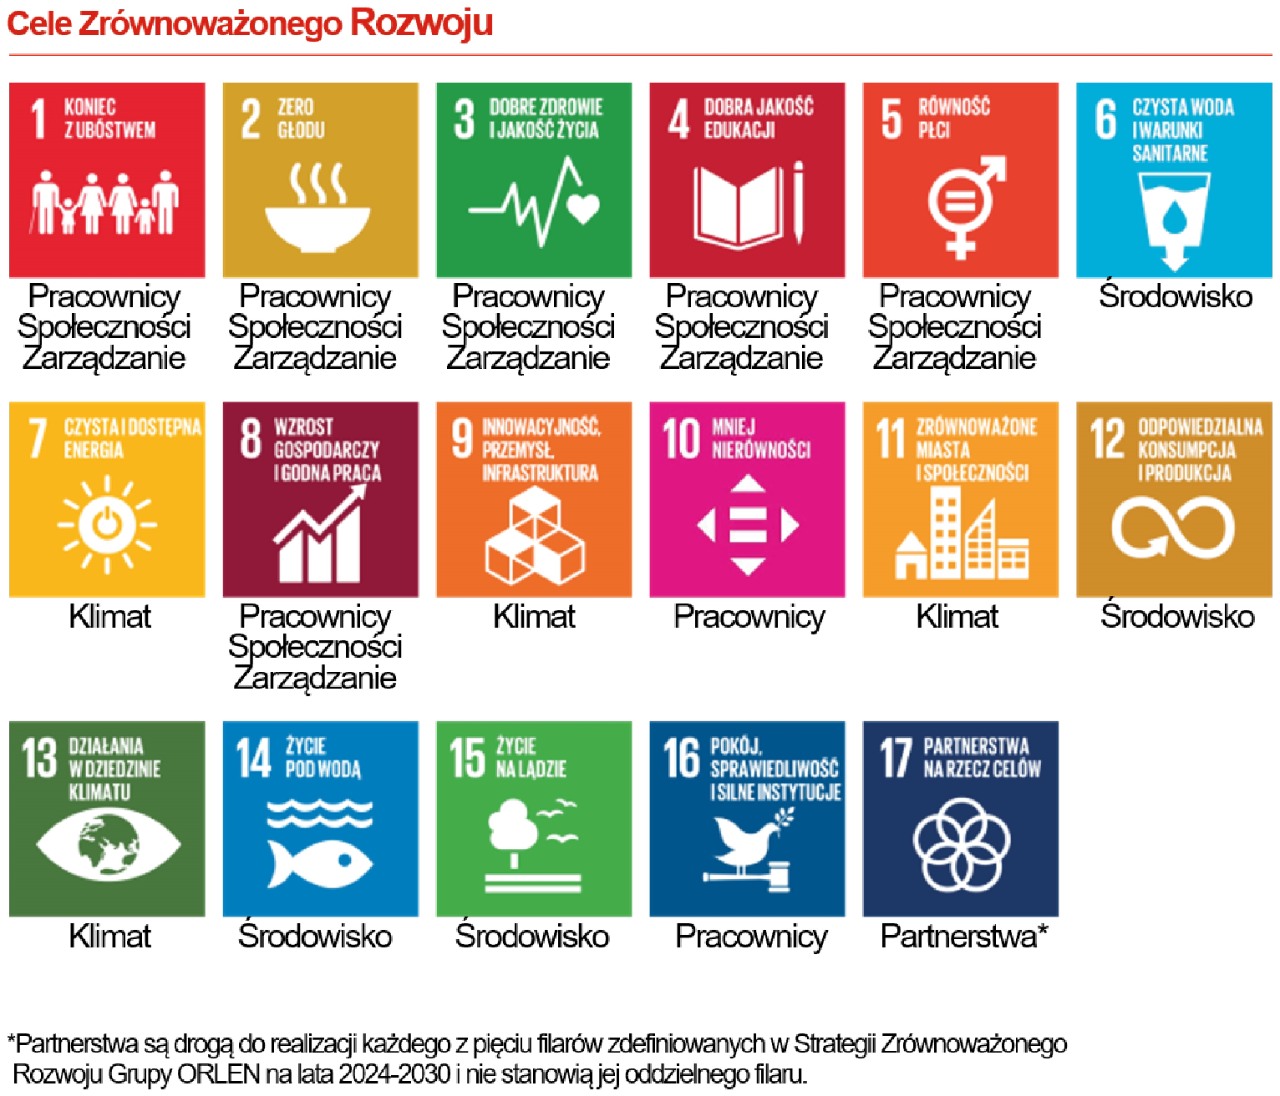 Cele Zrównoważonego Rozwoju
1 KONIEC
Z UBÓSTWEM
2 ZERO
GŁODU
3 DOBRE ZDROWIE
I JAKOŚĆ ŻYCIA
4 DOBRA JAKOŚĆ
EDUKACJI
5 RÓWNOŚĆ
PŁCI
6 CZYSTA WODA
I WARUNKI
SANITARNE
Pracownicy
Społeczności
Zarządzanie
Pracownicy
Społeczności
Zarządzanie
Pracownicy
Społeczności
Zarządzanie
Pracownicy
Społeczności
Zarządzanie
Pracownicy
Społeczności
Zarządzanie
Środowisko
7 CZYSTA I DOSTĘPNA
ENERGIA
8 WZROST
GOSPODARCZY
I GODNA PRACA
9 INNOWACYJNOŚĆ,
PRZEMYSŁ,
INFRASTRUKTURA
10 MNIEJ
NIERÓWNOŚCI
11 ZRÓWNOWAŻONE
MIASTA
I SPOŁECZNOŚCI
12 ODPOWIEDZIALNA
KONSUMPCJA
I PRODUKCJA
Klimat
Pracownicy
Społeczności
Zarządzanie
Klimat
Pracownicy
Klimat
Środowisko
13 DZIAŁANIA
W DZIEDZINIE
KLIMATU
14 ŻYCIE
POD WODĄ
15 ŻYCIE
NA LĄDZIE
16 POKÓJ,
SPRAWIEDLIWOŚĆ
I SILNE INSTYTUCJE
17 PARTNERSTWA
NA RZECZ CELÓW
Klimat
Środowisko
Środowisko
Pracownicy
Partnerstwa*
*Partnerstwa są drogą do realizacji każdego z pięciu filarów zdefiniowanych w Strategii Zrównoważonego
Rozwoju Grupy ORLEN na lata 2024-2030 i nie stanowią jej oddzielnego filaru.